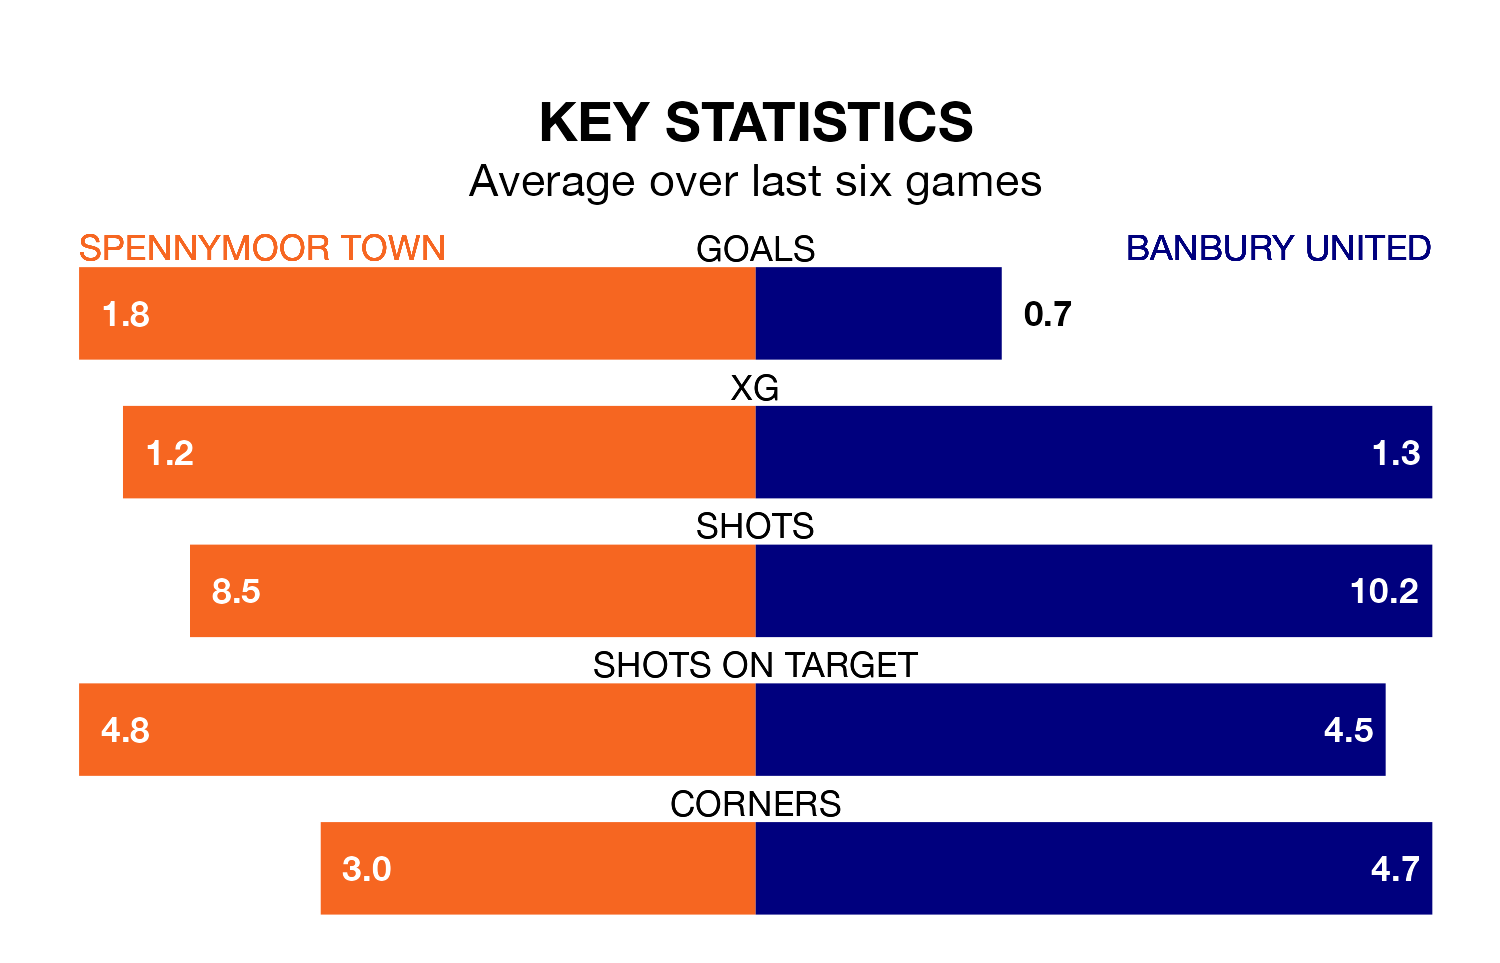 KEY STATISTICS
Average over last six games
SPENNYMOOR TOWN GOALS BANBURY UNITED
1.8 0.7
XG
1.2 1.3
SHOTS
8.5 10.2
SHOTS ON TARGET
4.8 4.5
CORNERS
3.0 4.7